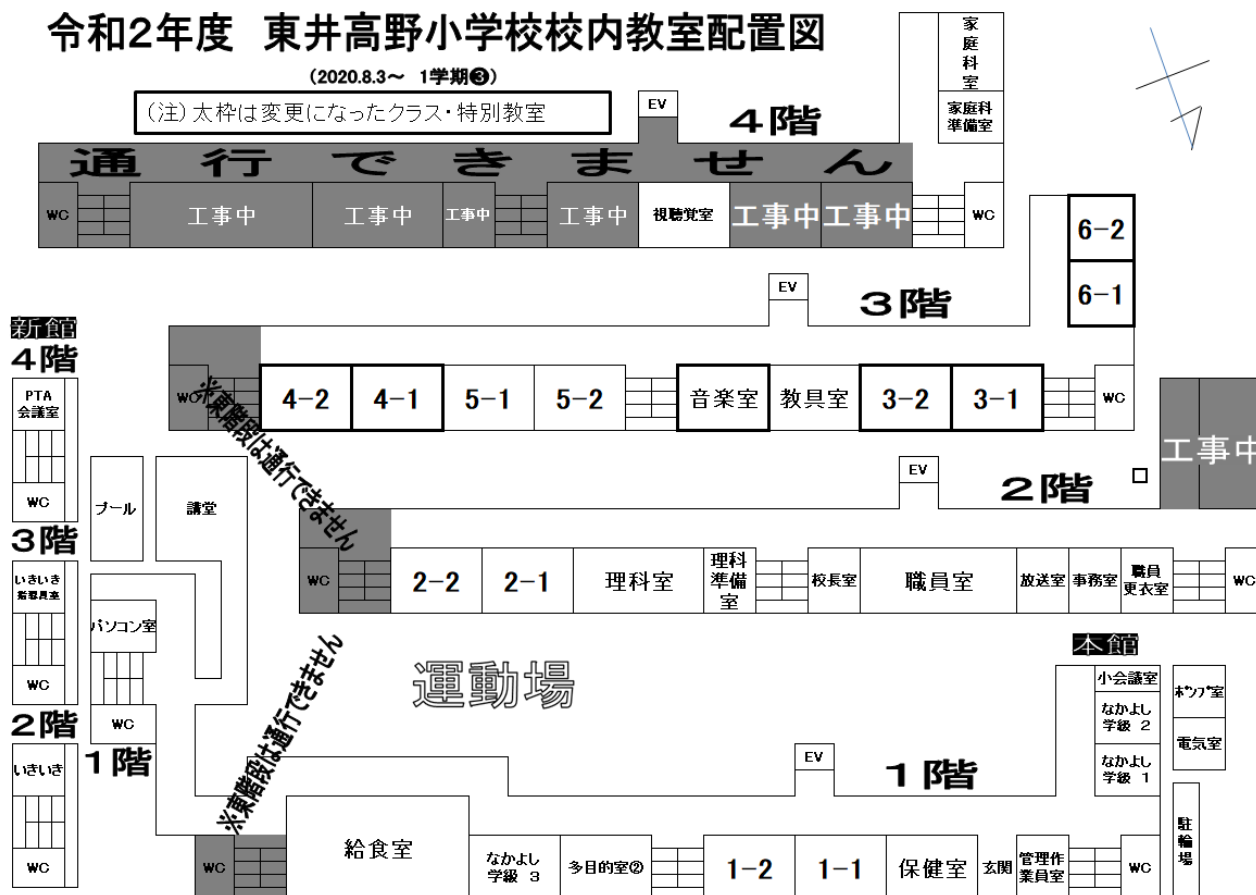 令和2年度 東井高野小学校校内教室配置図
(2020.8.3～ 1学期❸)
(注) 太枠は変更になったクラス・特別教室
EV
4階
家庭科室
家庭科
準備室
通行できません
WC
工事中
工事中
工事中
工事中
視聴覚室
工事中
工事中
WC
6-2
6-1
EV
3階
WC
※東階段は通行できません
4-2
4-1
5-1
5-2
音楽室
教具室
3-2
3-1
WC
新館
4階
PTA
会議室
WC
3階
いきいき
指導員室
WC
2階
いきいき
WC
プール
講堂
パソコン室
WC
1階
EV
2階
工事中
WC
2-2
2-1
理科室
理科
準備
室
校長室
職員室
放送室
事務室
職員
更衣室
WC
※東階段は通行できません
運動場
本館
小会議室
なかよし
学級 2
なかよし
学級 1
ポンプ室
電気室
駐輪場
EV
1階
WC
給食室
なかよし
学級 3
多目的室②
1-2
1-1
保健室
玄関
管理作
業員室
WC